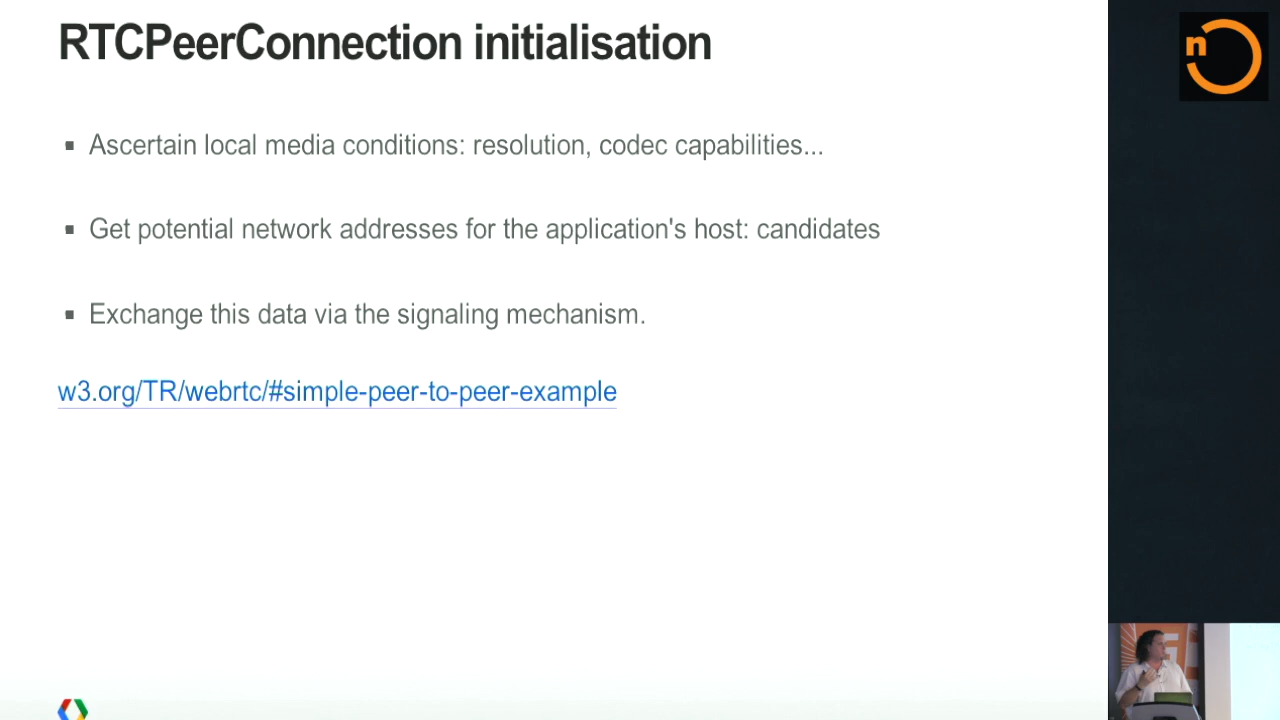 RTCPeerConnection initialisation
n
▪ Ascertain local media conditions: resolution, codec capabilities...
▪ Get potential network addresses for the application's host: candidates
▪ Exchange this data via the signaling mechanism.
w3.org/TR/webrtc/#simple-peer-to-peer-example